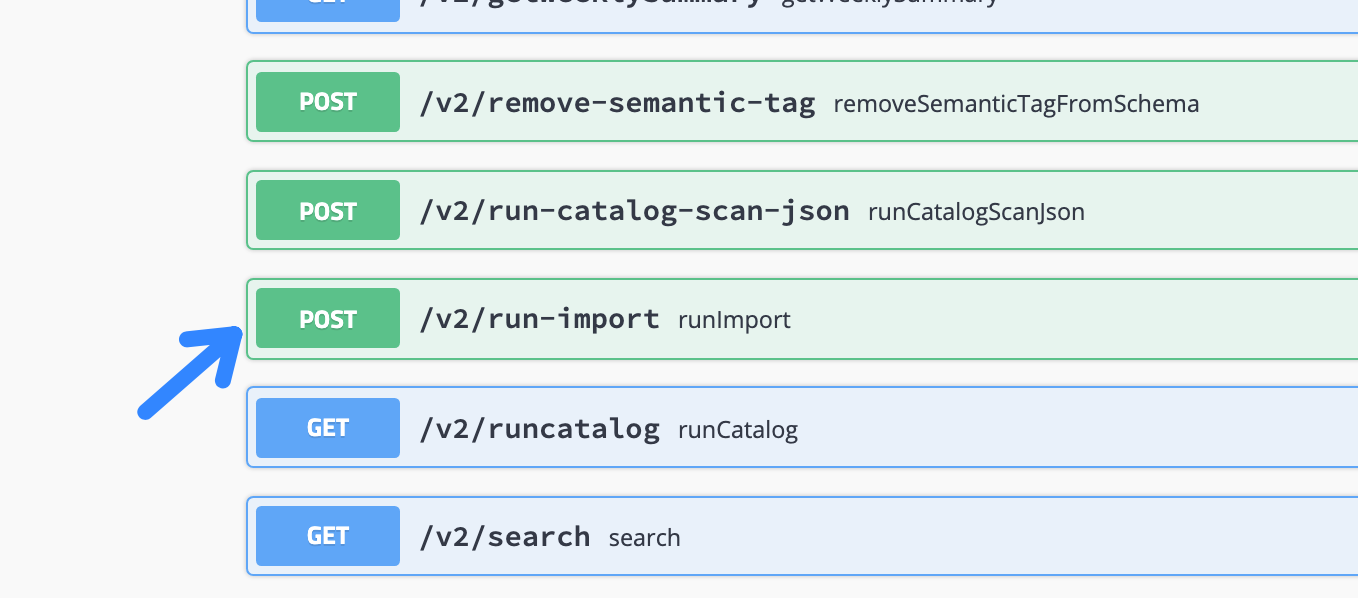 GET /v2/getWeeklySummary getWeeklySummary
POST /v2/remove-semantic-tag removeSemanticTagFromSchema
POST /v2/run-catalog-scan-json runCatalogScanJson
POST /v2/run-import runImport
GET /v2/runcatalog runCatalog
GET /v2/search search